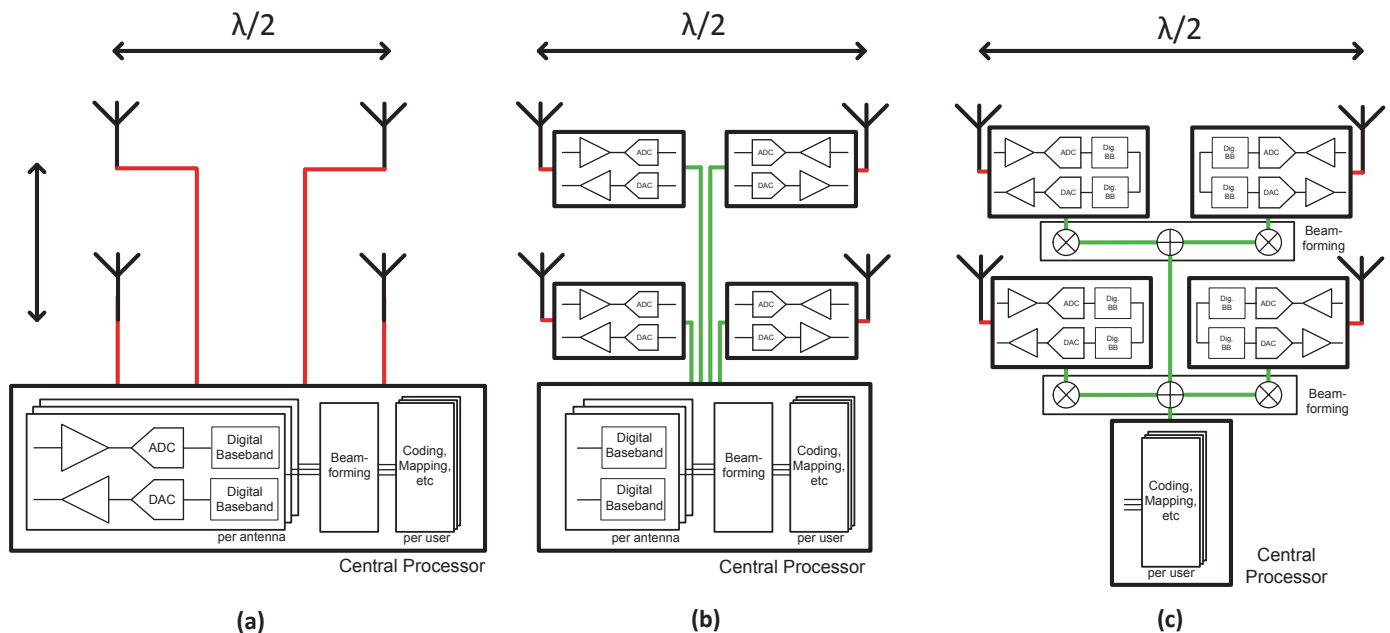 λ/2
ADC
Digital
Baseband
DAC
Digital
Baseband
per antenna
Beam-
forming
Coding,
Mapping,
etc
per user
Central Processor
(a)
λ/2
ADC
DAC
ADC
DAC
ADC
DAC
ADC
DAC
Digital
Baseband
Digital
Baseband
per antenna
Beam-
forming
Coding,
Mapping,
etc
per user
Central Processor
(b)
λ/2
ADC
Dig.
BB
DAC
Dig.
BB
Dig.
BB
ADC
Dig.
BB
DAC
Beam-
forming
ADC
Dig.
BB
DAC
Dig.
BB
Dig.
BB
ADC
Dig.
BB
DAC
Beam-
forming
Coding,
Mapping,
etc
per user
Central
Processor
(c)